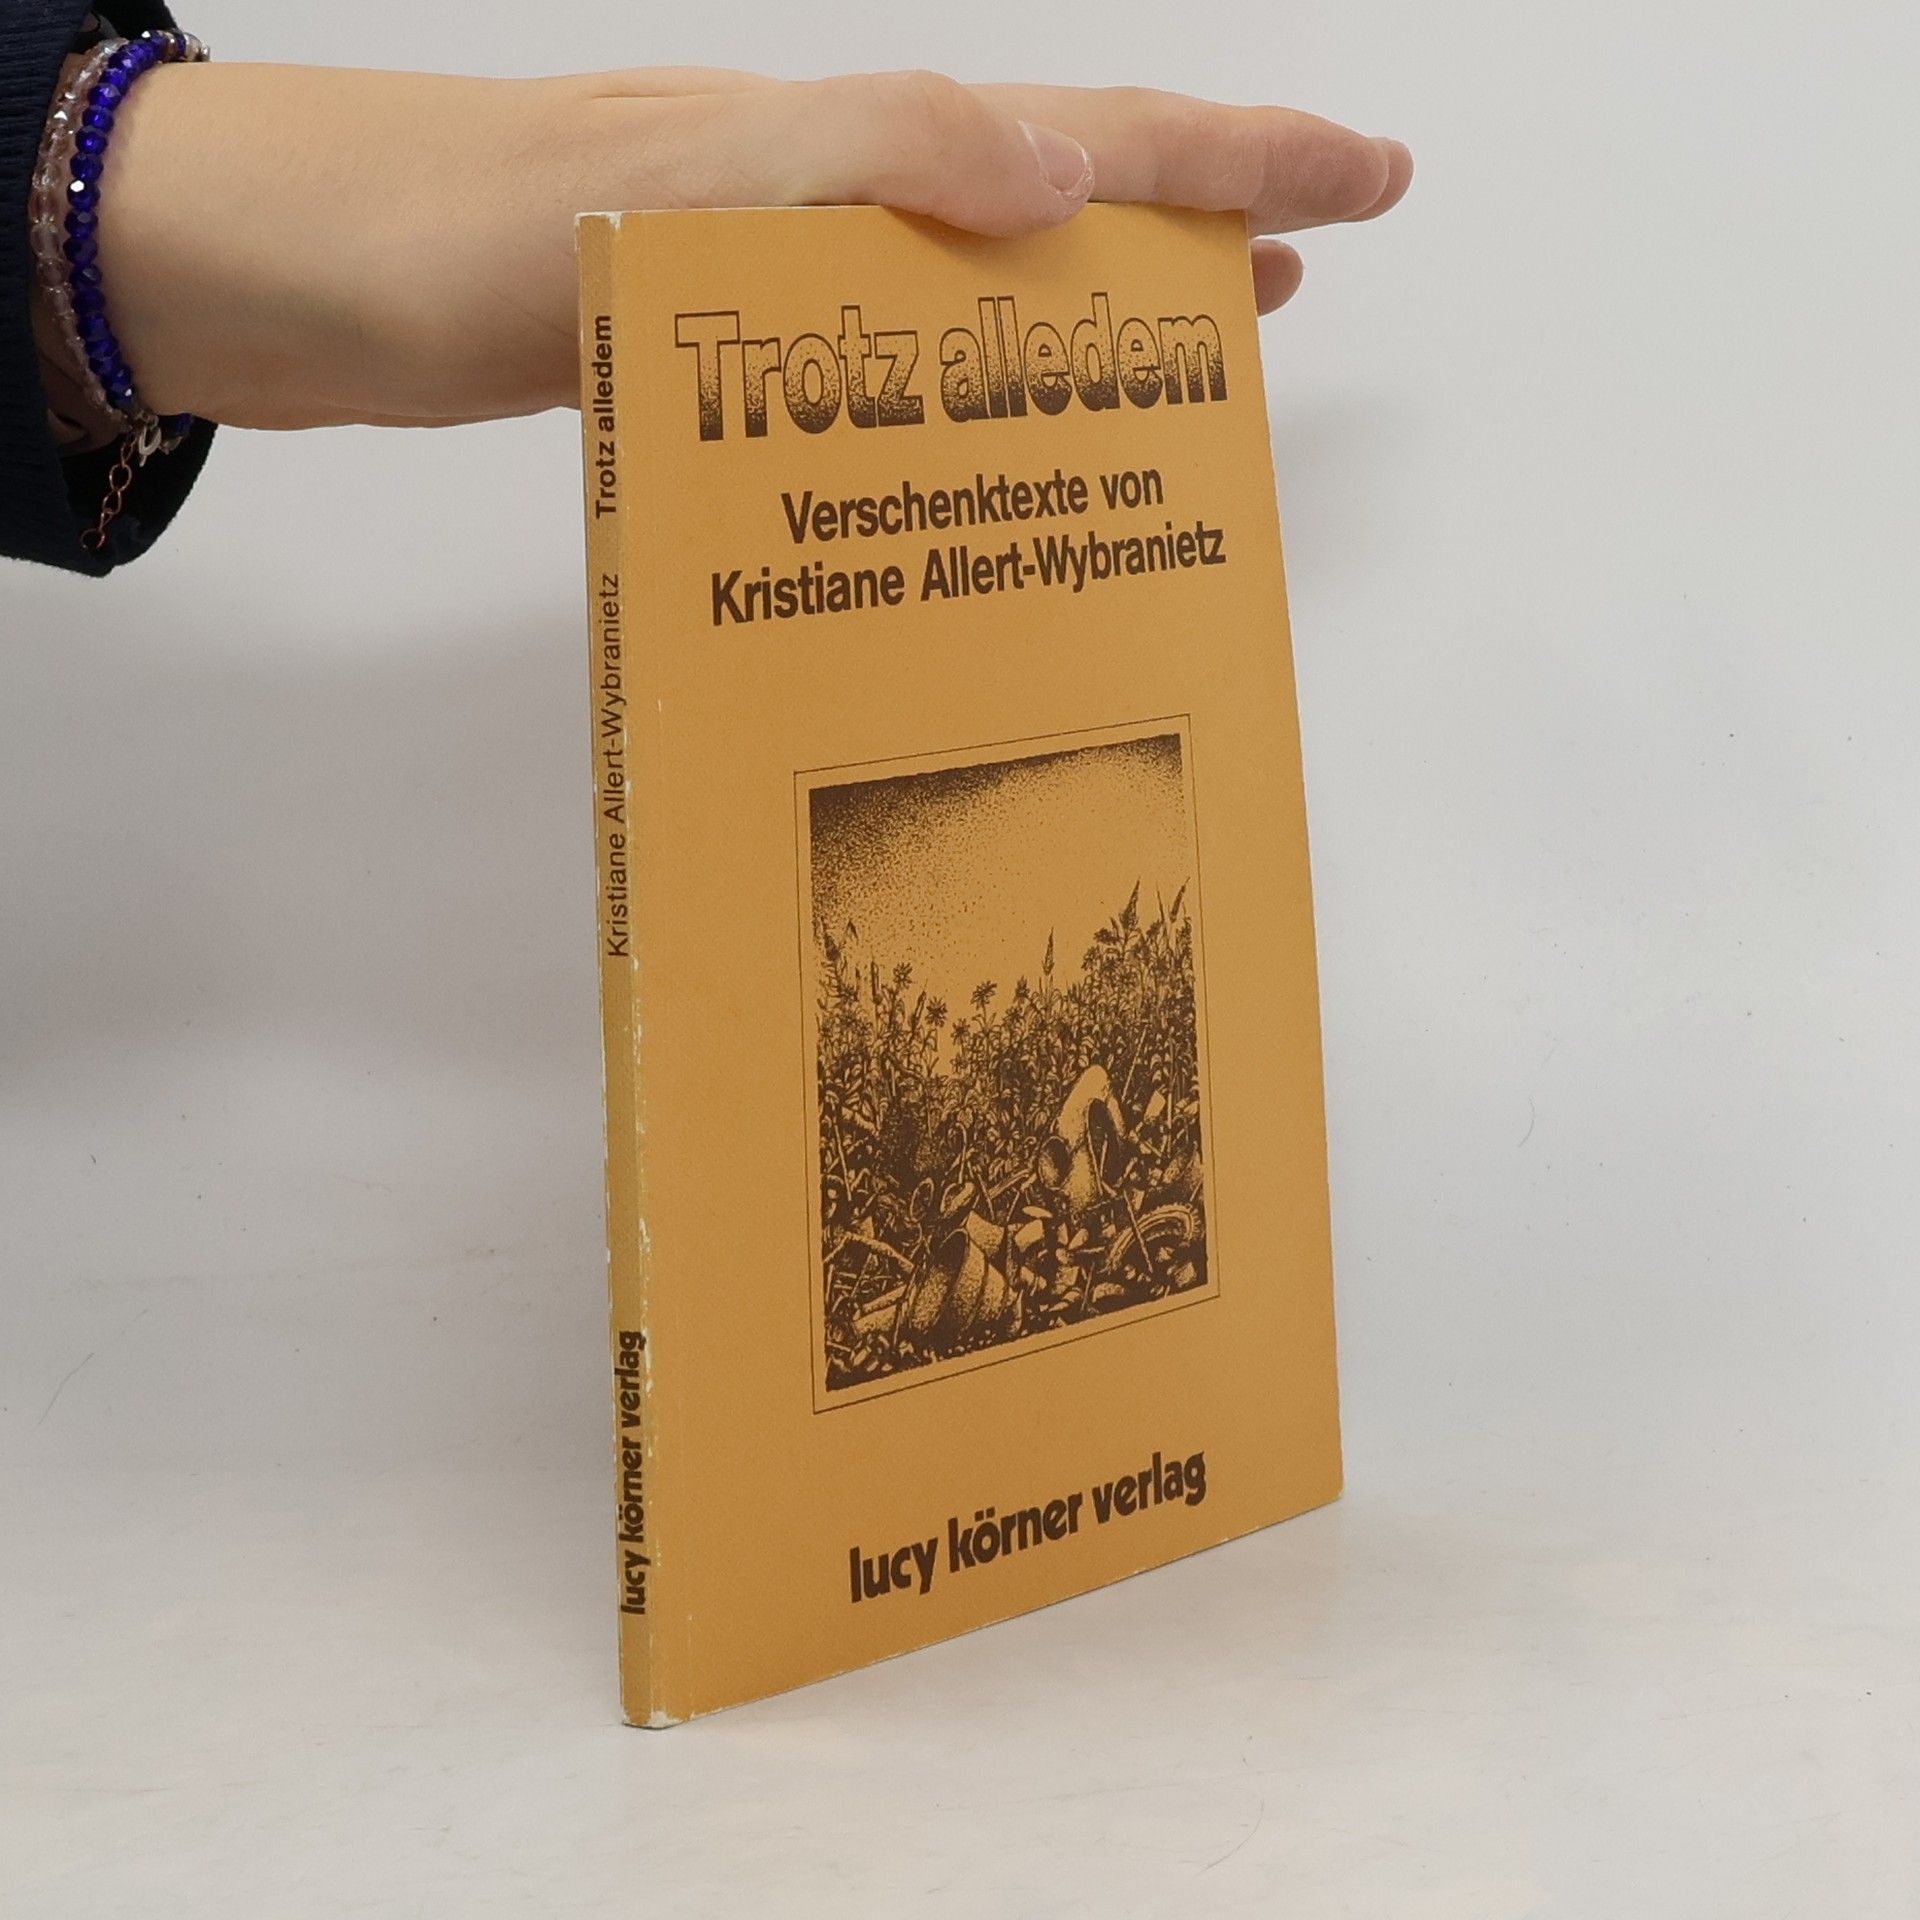 Trotz alledem
Verschenktexte von
Kristiane Allert-Wybranietz
lucy körner verlag
Kristiane Allert-Wybranietz Trotz alledem
lucy körner verlag